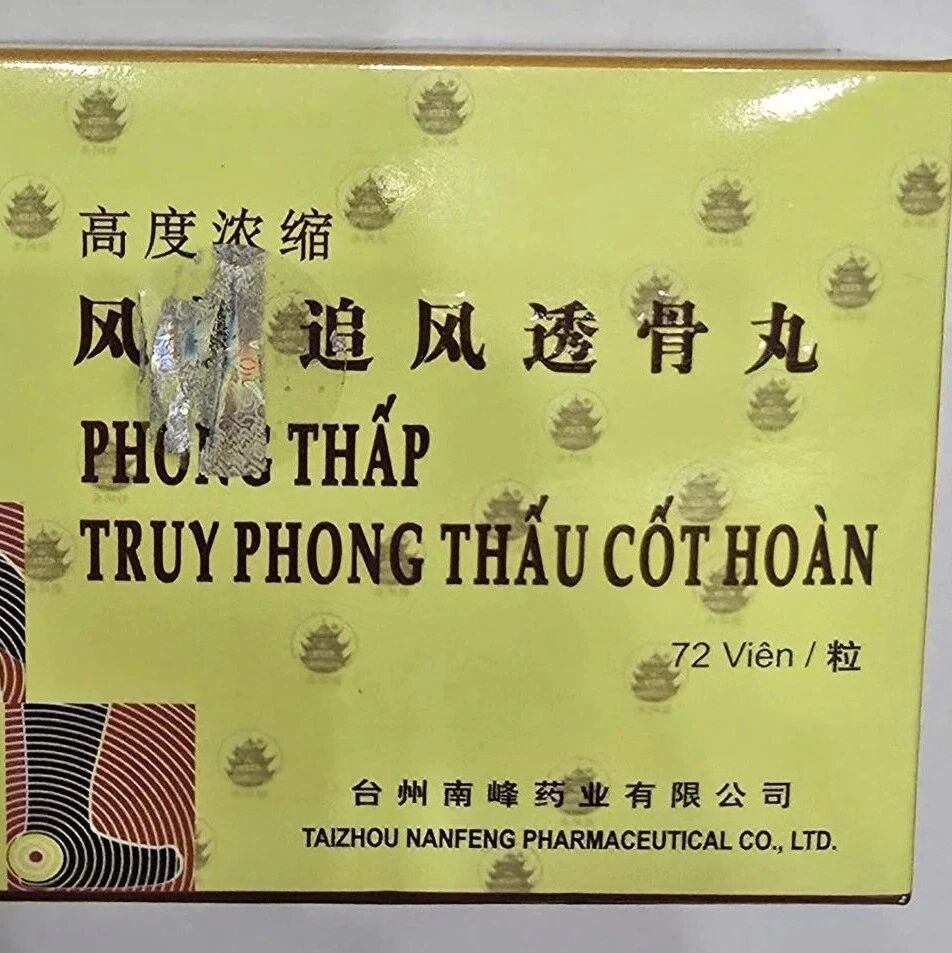 高度浓缩
风 追风透骨丸
PHONG THẤP
TRUY PHONG THẤU CỐT HOÀN
72 Viên / 粒
台州南峰药业有限公司
TAIZHOU NANFENG PHARMACEUTICAL CO., LTD.